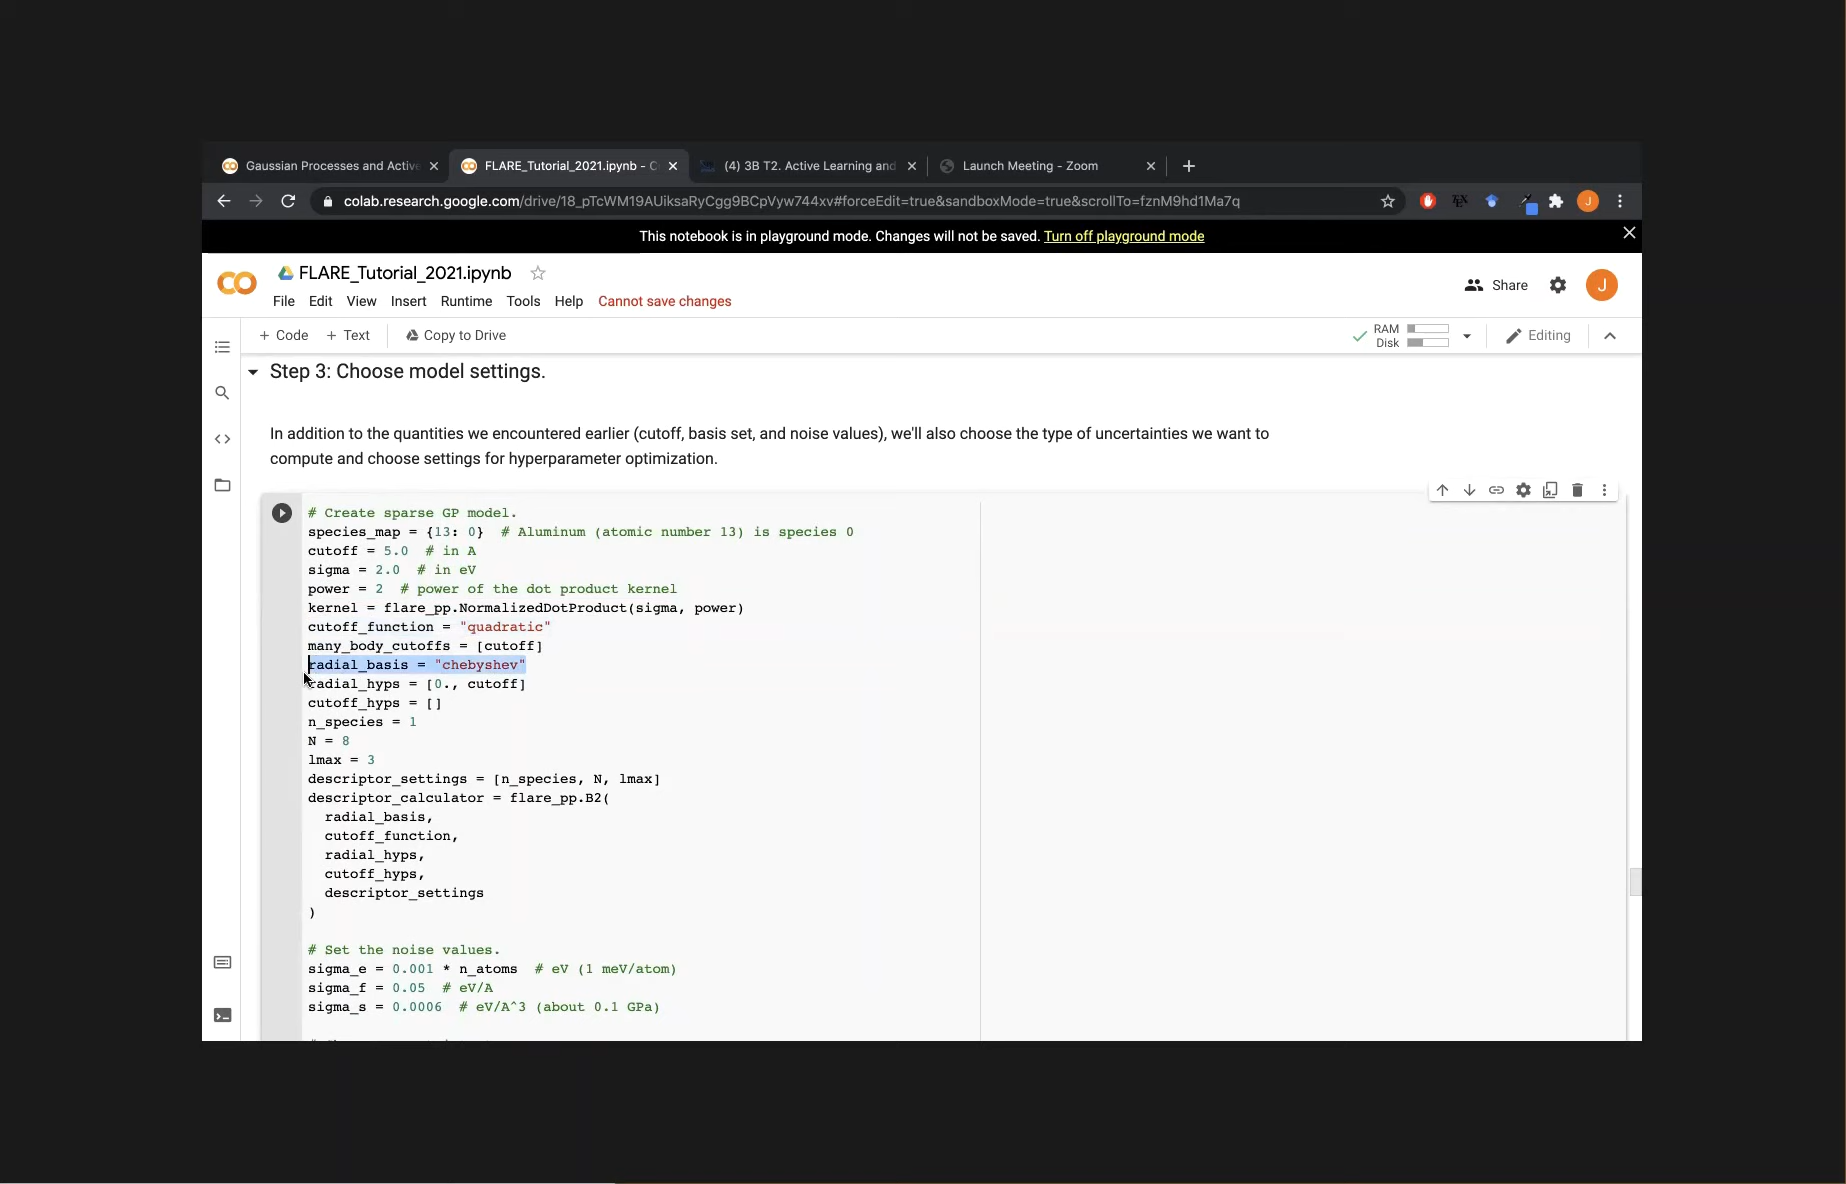 Gaussian Processes and Active
FLARE_Tutorial_2021.ipynb - C
(4) 3B T2. Active Learning and
Launch Meeting - Zoom
colab.research.google.com/drive/18_pTcWM19AUiksaRyCgg9BCpVyw744xv#forceEdit=true&sandboxMode=true&scrollTo=fznM9hd1Ma7q
J
This notebook is in playground mode. Changes will not be saved. Turn off playground mode
FLARE_Tutorial_2021.ipynb
File Edit View Insert Runtime Tools Help Cannot save changes
Share
J
+ Code + Text Copy to Drive
RAM
Disk
Editing
Step 3: Choose model settings.
In addition to the quantities we encountered earlier (cutoff, basis set, and noise values), we'll also choose the type of uncertainties we want to
compute and choose settings for hyperparameter optimization.
# Create sparse GP model.
species_map = {13: 0}  # Aluminum (atomic number 13) is species 0
cutoff = 5.0  # in A
sigma = 2.0  # in eV
power = 2  # power of the dot product kernel
kernel = flare_pp.NormalizedDotProduct(sigma, power)
cutoff_function = "quadratic"
many_body_cutoffs = [cutoff]
radial_basis = "chebyshev"
radial_hyps = [0., cutoff]
cutoff_hyps = []
n_species = 1
N = 8
lmax = 3
descriptor_settings = [n_species, N, lmax]
descriptor_calculator = flare_pp.B2(
  radial_basis,
  cutoff_function,
  radial_hyps,
  cutoff_hyps,
  descriptor_settings
)
# Set the noise values.
sigma_e = 0.001 * n_atoms  # eV (1 meV/atom)
sigma_f = 0.05  # eV/A
sigma_s = 0.0006  # eV/A^3 (about 0.1 GPa)